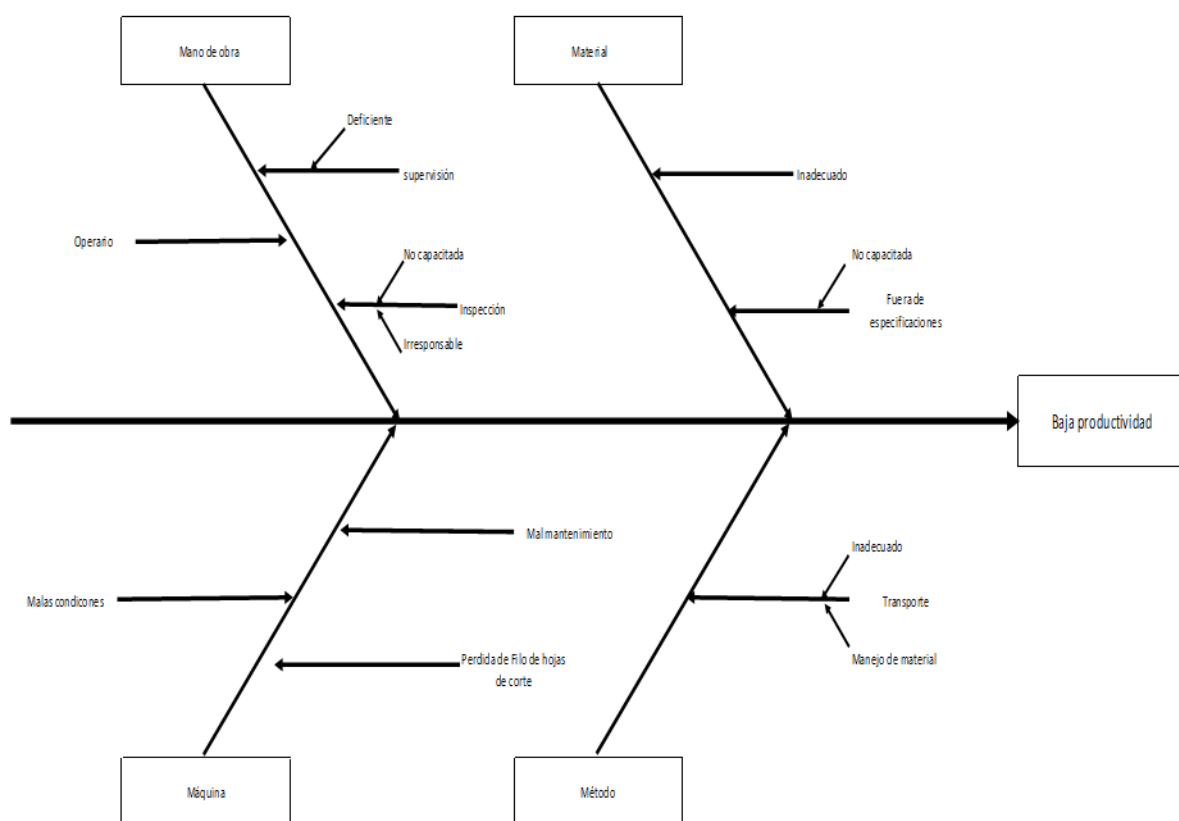 Mano de obra
Material
Deficiente
supervisión
Inadecuado
Operario
No capacitada
Inspección
Irresponsable
No capacitada
Fuera de
especificaciones
Baja productividad
Mal mantenimiento
Malas condicones
Perdida de Filo de hojas
de corte
Inadecuado
Transporte
Manejo de material
Máquina
Método